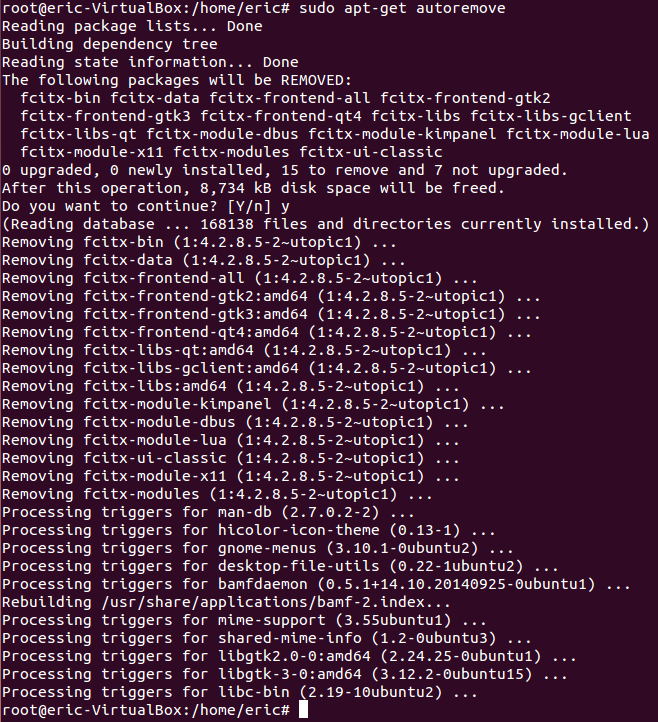 root@eric-VirtualBox:/home/eric# sudo apt-get autoremove
Reading package lists... Done
Building dependency tree
Reading state information... Done
The following packages will be REMOVED:
  fcitx-bin fcitx-data fcitx-frontend-all fcitx-frontend-gtk2
  fcitx-frontend-gtk3 fcitx-frontend-qt4 fcitx-libs fcitx-libs-gclient
  fcitx-libs-qt fcitx-module-dbus fcitx-module-kimpanel fcitx-module-lua
  fcitx-module-x11 fcitx-modules fcitx-ui-classic
0 upgraded, 0 newly installed, 15 to remove and 7 not upgraded.
After this operation, 8,734 kB disk space will be freed.
Do you want to continue? [Y/n] y
(Reading database ... 168138 files and directories currently installed.)
Removing fcitx-bin (1:4.2.8.5-2~utopic1) ...
Removing fcitx-data (1:4.2.8.5-2~utopic1) ...
Removing fcitx-frontend-all (1:4.2.8.5-2~utopic1) ...
Removing fcitx-frontend-gtk2:amd64 (1:4.2.8.5-2~utopic1) ...
Removing fcitx-frontend-gtk3:amd64 (1:4.2.8.5-2~utopic1) ...
Removing fcitx-frontend-qt4:amd64 (1:4.2.8.5-2~utopic1) ...
Removing fcitx-libs-qt:amd64 (1:4.2.8.5-2~utopic1) ...
Removing fcitx-libs-gclient:amd64 (1:4.2.8.5-2~utopic1) ...
Removing fcitx-libs:amd64 (1:4.2.8.5-2~utopic1) ...
Removing fcitx-module-kimpanel (1:4.2.8.5-2~utopic1) ...
Removing fcitx-module-dbus (1:4.2.8.5-2~utopic1) ...
Removing fcitx-module-lua (1:4.2.8.5-2~utopic1) ...
Removing fcitx-ui-classic (1:4.2.8.5-2~utopic1) ...
Removing fcitx-module-x11 (1:4.2.8.5-2~utopic1) ...
Removing fcitx-modules (1:4.2.8.5-2~utopic1) ...
Processing triggers for man-db (2.7.0.2-2) ...
Processing triggers for hicolor-icon-theme (0.13-1) ...
Processing triggers for gnome-menus (3.10.1-0ubuntu2) ...
Processing triggers for desktop-file-utils (0.22-1ubuntu2) ...
Processing triggers for bamfdaemon (0.5.1+14.10.20140925-0ubuntu1) ...
Rebuilding /usr/share/applications/bamf-2.index...
Processing triggers for mime-support (3.55ubuntu1) ...
Processing triggers for shared-mime-info (1.2-0ubuntu3) ...
Processing triggers for libgtk2.0-0:amd64 (2.24.25-0ubuntu1) ...
Processing triggers for libgtk-3-0:amd64 (3.12.2-0ubuntu15) ...
Processing triggers for libc-bin (2.19-10ubuntu2) ...
root@eric-VirtualBox:/home/eric#